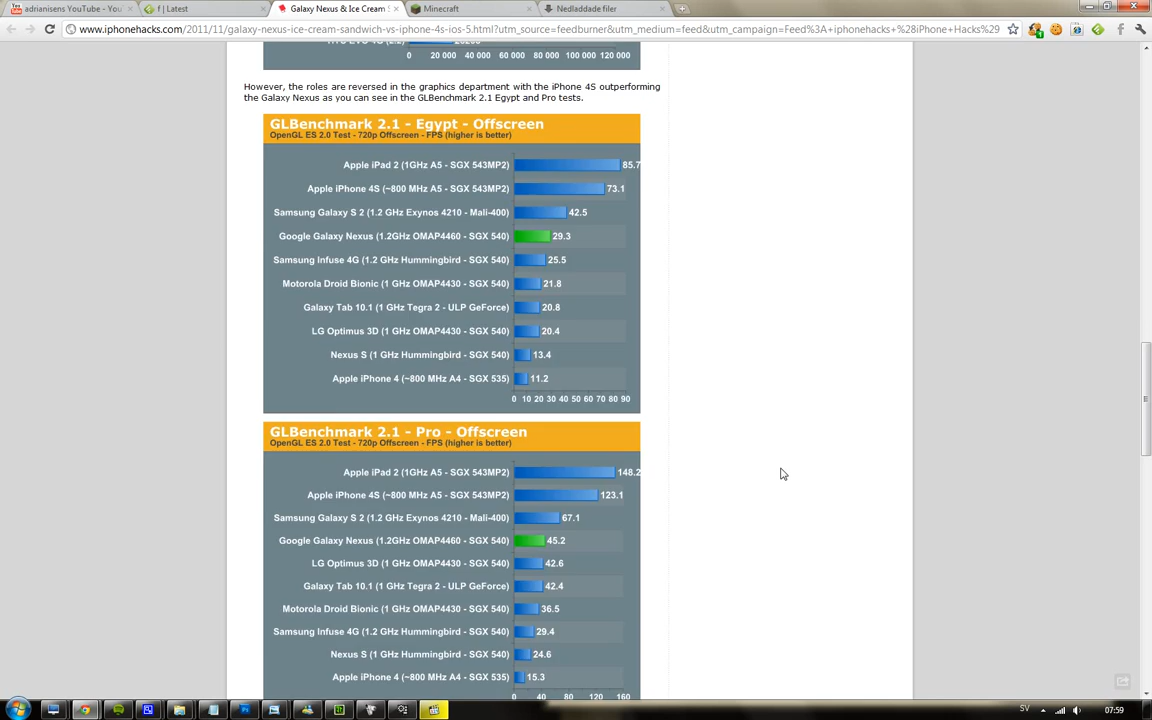 adrianisens YouTube - You
f | Latest
Galaxy Nexus & Ice Cream S
Minecraft
Nedladdade filer
www.iphonehacks.com/2011/11/galaxy-nexus-ice-cream-sandwich-vs-iphone-4s-ios-5.html?utm_source=feedburner&utm_medium=feed&utm_campaign=Feed%3A+iphonehacks+%28iPhone+Hacks%29
0 20 000 40 000 60 000 80 000 100 000 120 000
However, the roles are reversed in the graphics department with the iPhone 4S outperforming
the Galaxy Nexus as you can see in the GLBenchmark 2.1 Egypt and Pro tests.
GLBenchmark 2.1 - Egypt - Offscreen
OpenGL ES 2.0 Test - 720p Offscreen - FPS (higher is better)
Apple iPad 2 (1GHz A5 - SGX 543MP2) 85.7
Apple iPhone 4S (~800 MHz A5 - SGX 543MP2) 73.1
Samsung Galaxy S 2 (1.2 GHz Exynos 4210 - Mali-400) 42.5
Google Galaxy Nexus (1.2GHz OMAP4460 - SGX 540) 29.3
Samsung Infuse 4G (1.2 GHz Hummingbird - SGX 540) 25.5
Motorola Droid Bionic (1 GHz OMAP4430 - SGX 540) 21.8
Galaxy Tab 10.1 (1 GHz Tegra 2 - ULP GeForce) 20.8
LG Optimus 3D (1 GHz OMAP4430 - SGX 540) 20.4
Nexus S (1 GHz Hummingbird - SGX 540) 13.4
Apple iPhone 4 (~800 MHz A4 - SGX 535) 11.2
0 10 20 30 40 50 60 70 80 90
GLBenchmark 2.1 - Pro - Offscreen
OpenGL ES 2.0 Test - 720p Offscreen - FPS (higher is better)
Apple iPad 2 (1GHz A5 - SGX 543MP2) 148.2
Apple iPhone 4S (~800 MHz A5 - SGX 543MP2) 123.1
Samsung Galaxy S 2 (1.2 GHz Exynos 4210 - Mali-400) 67.1
Google Galaxy Nexus (1.2GHz OMAP4460 - SGX 540) 45.2
LG Optimus 3D (1 GHz OMAP4430 - SGX 540) 42.6
Galaxy Tab 10.1 (1 GHz Tegra 2 - ULP GeForce) 42.4
Motorola Droid Bionic (1 GHz OMAP4430 - SGX 540) 36.5
Samsung Infuse 4G (1.2 GHz Hummingbird - SGX 540) 29.4
Nexus S (1 GHz Hummingbird - SGX 540) 24.6
Apple iPhone 4 (~800 MHz A4 - SGX 535) 15.3
0 40 80 120 160
SV 07:59